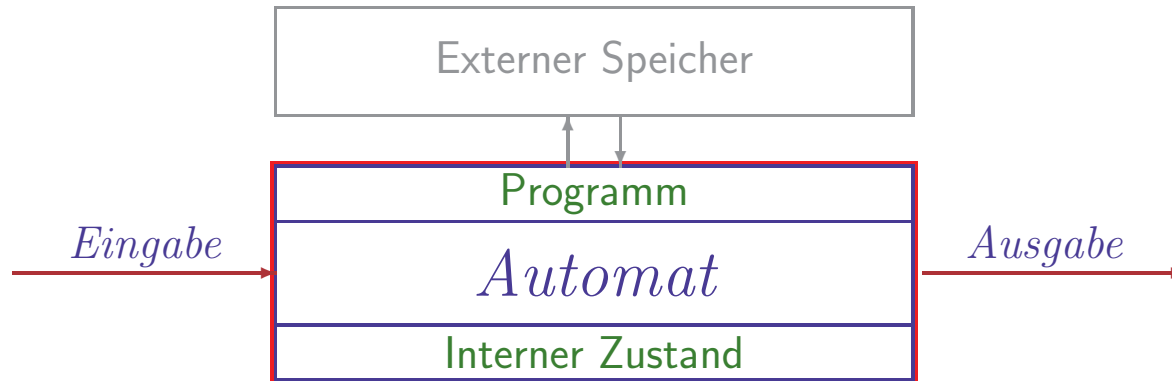 Externer Speicher
Programm
Eingabe
Automat
Ausgabe
Interner Zustand